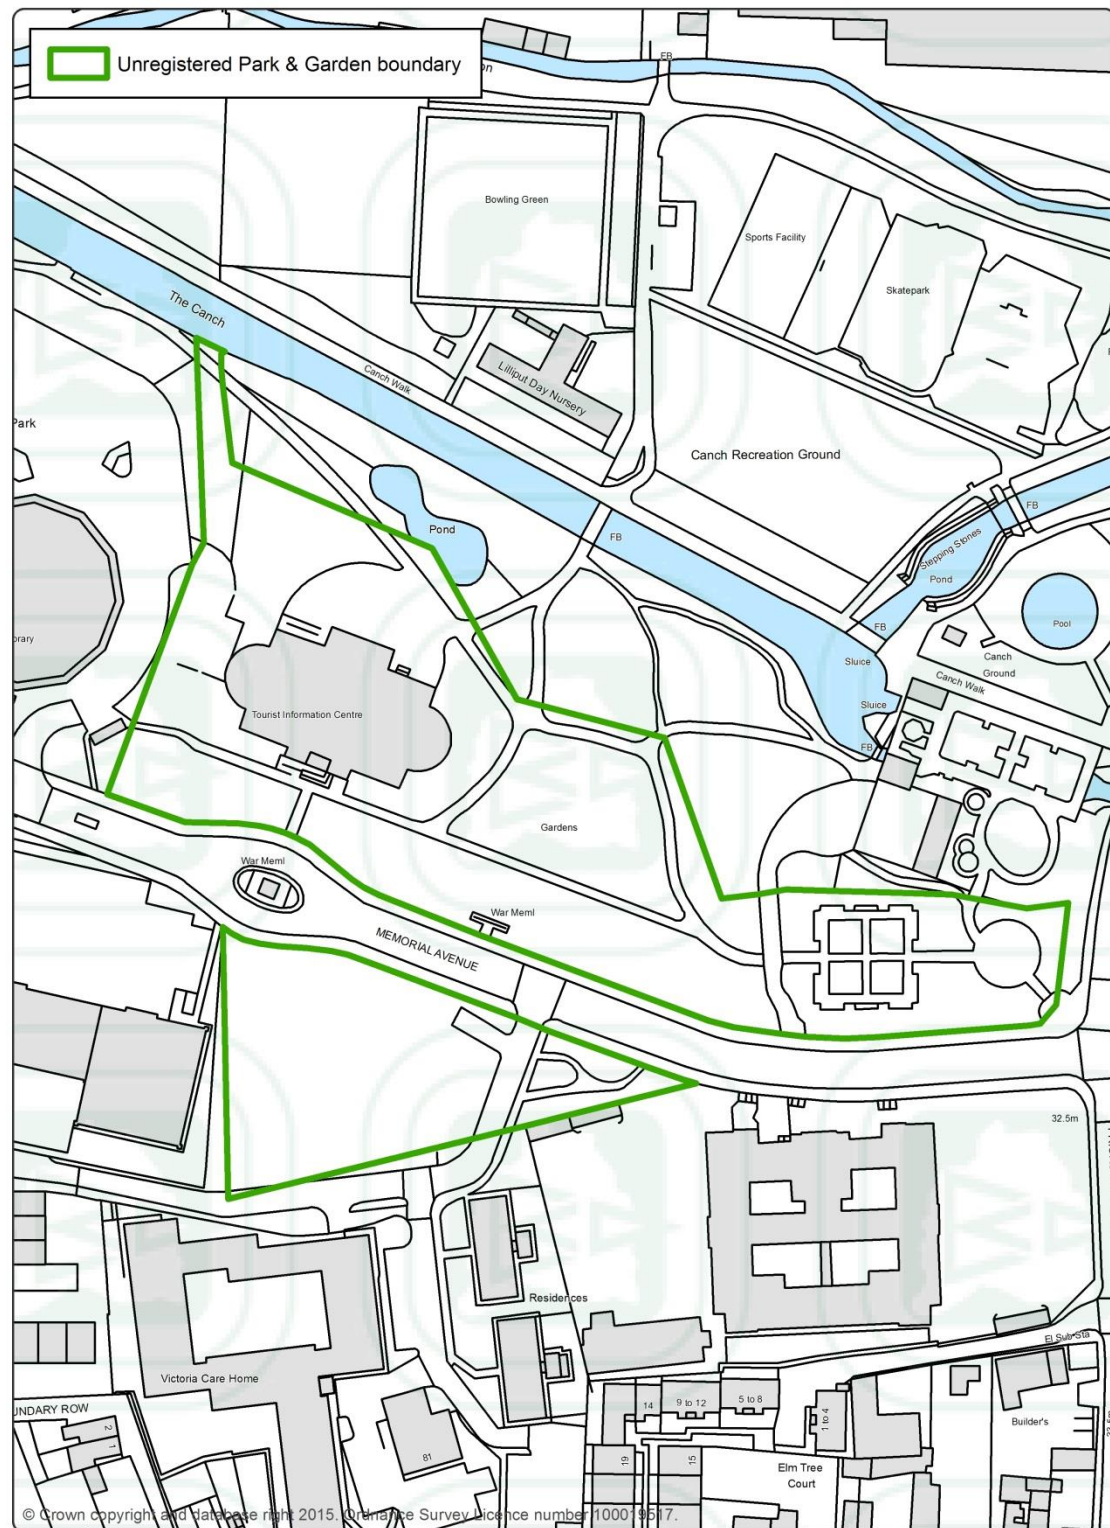 Unregistered Park & Garden boundary
FB
Bowling Green
Sports Facility
Skatepark
The Canch
Canch Walk
Lilliput Day Nursery
Park
Canch Recreation Ground
Pond
FB
FB
Stepping Stones
Pond
FB
Pool
Sluice
Canch
Ground
Canch Walk
Sluice
FB
Tourist Information Centre
Gardens
War Meml
War Meml
MEMORIAL AVENUE
32.5m
Residences
El Sub Sta
Victoria Care Home
14
9 to 12
5 to 8
1 to 4
Builder's
2
1
81
19
15
Elm Tree
Court
© Crown copyright and database right 2015. Ordnance Survey Licence number 100019517.